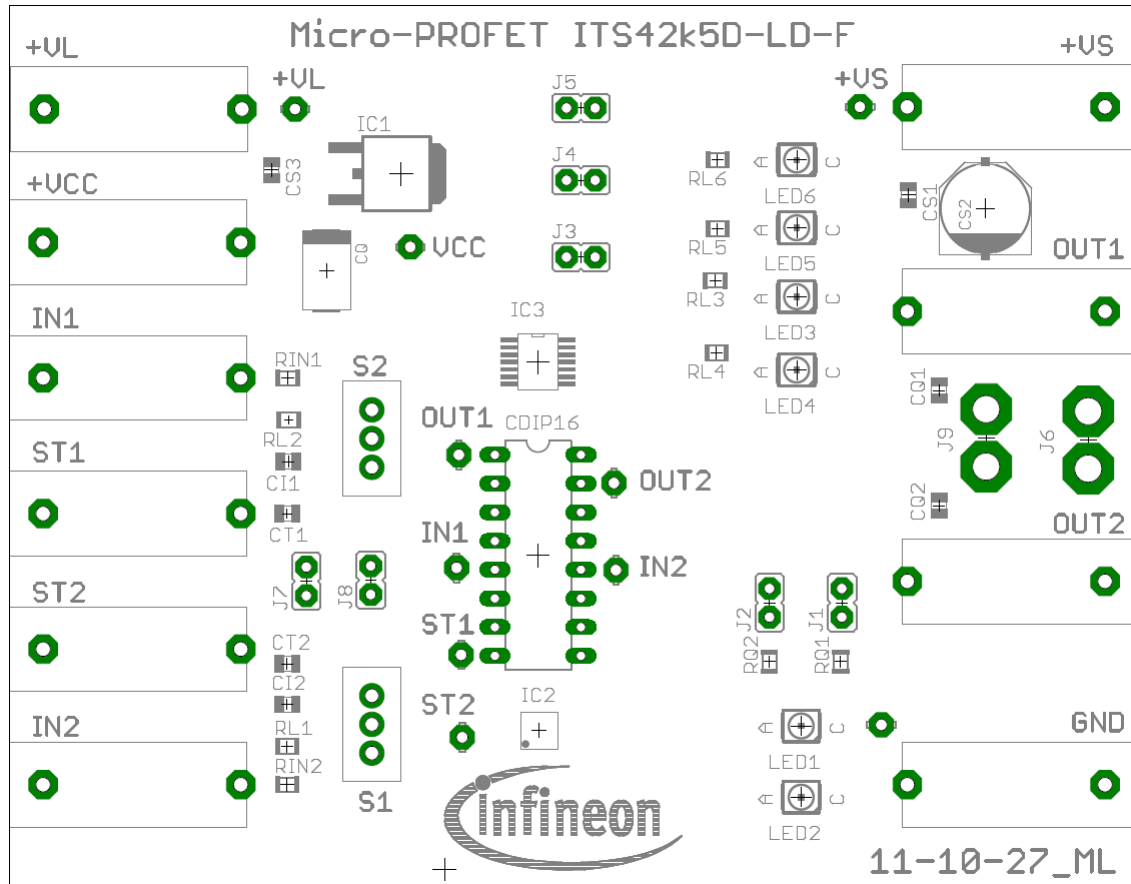 Micro-PROFET ITS42k5D-LD-F
+VL
+VS
+VL
+VS
J5
IC1
CS3
J4
RL6
A
C
LED6
CS1
CS2
+VCC
CQ
VCC
J3
RL5
A
C
LED5
OUT1
RL3
A
C
LED3
IN1
IC3
RL4
A
C
LED4
RIN1
S2
RL2
OUT1
CDIP16
CQ1
J9
J6
ST1
CI1
OUT2
CQ2
CT1
IN1
IN2
OUT2
J7
J8
ST2
ST1
J2
J1
CT2
RQ2
RQ1
CI2
ST2
IC2
IN2
RL1
A
C
LED1
GND
RIN2
S1
A
C
LED2
infineon
11-10-27_ML